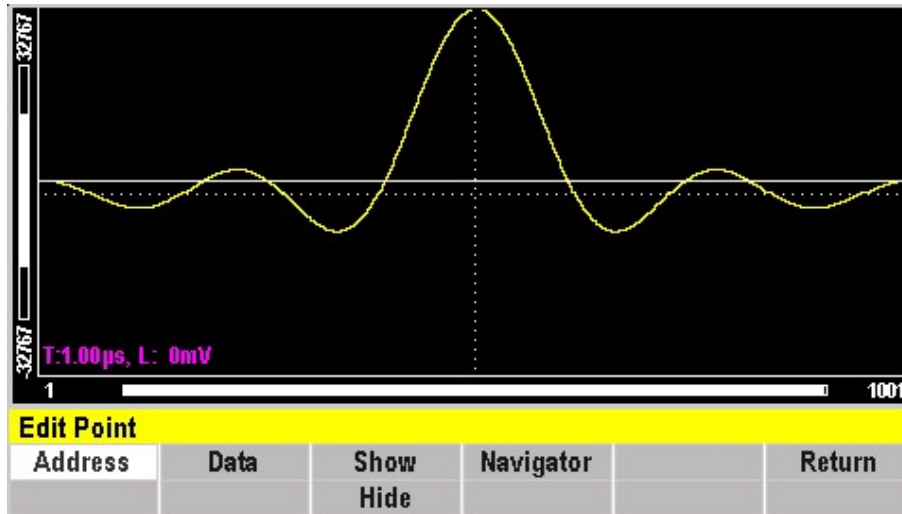 32767
-32767
T:1.00µs, L: 0mV
1 1001
Edit Point
Address Data Show Navigator Return
Hide